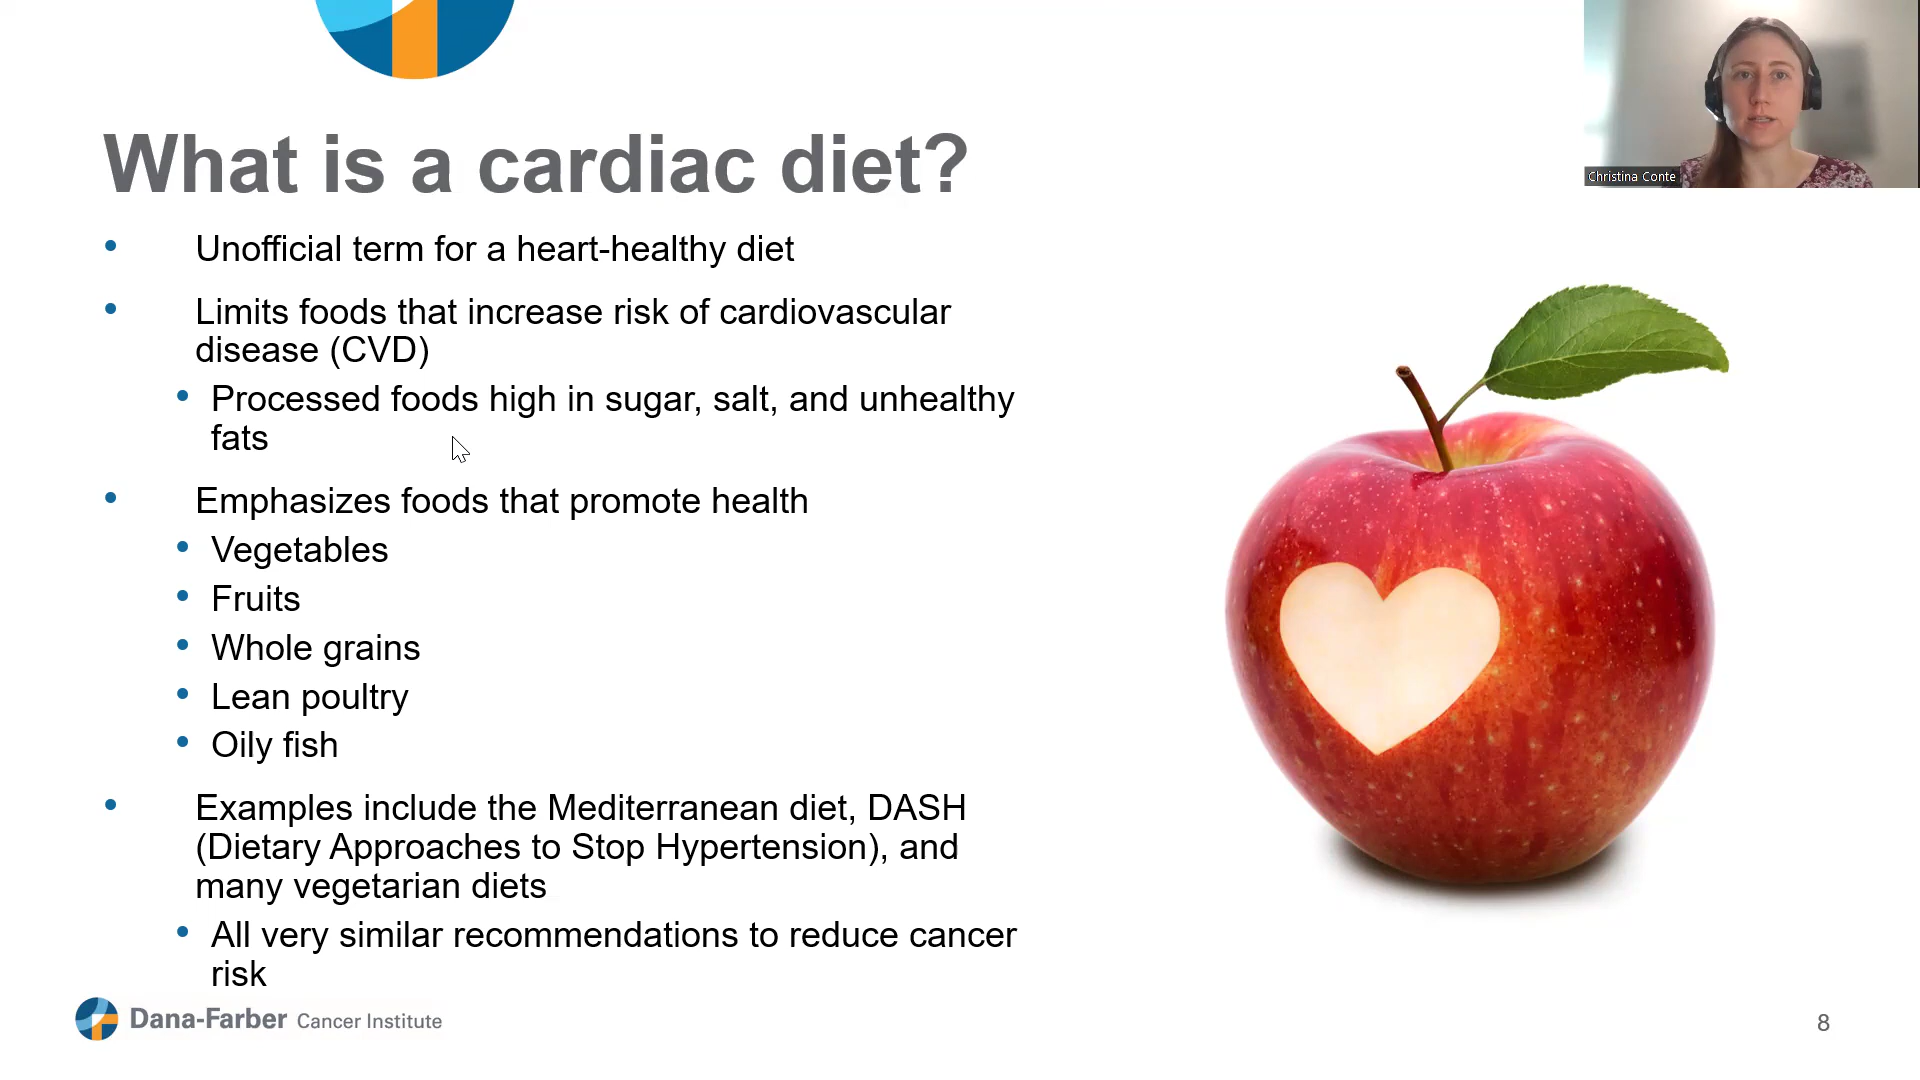 Christina Conte
What is a cardiac diet?
• Unofficial term for a heart-healthy diet
• Limits foods that increase risk of cardiovascular
disease (CVD)
• Processed foods high in sugar, salt, and unhealthy
fats
• Emphasizes foods that promote health
• Vegetables
• Fruits
• Whole grains
• Lean poultry
• Oily fish
• Examples include the Mediterranean diet, DASH
(Dietary Approaches to Stop Hypertension), and
many vegetarian diets
• All very similar recommendations to reduce cancer
risk
Dana-Farber Cancer Institute
8